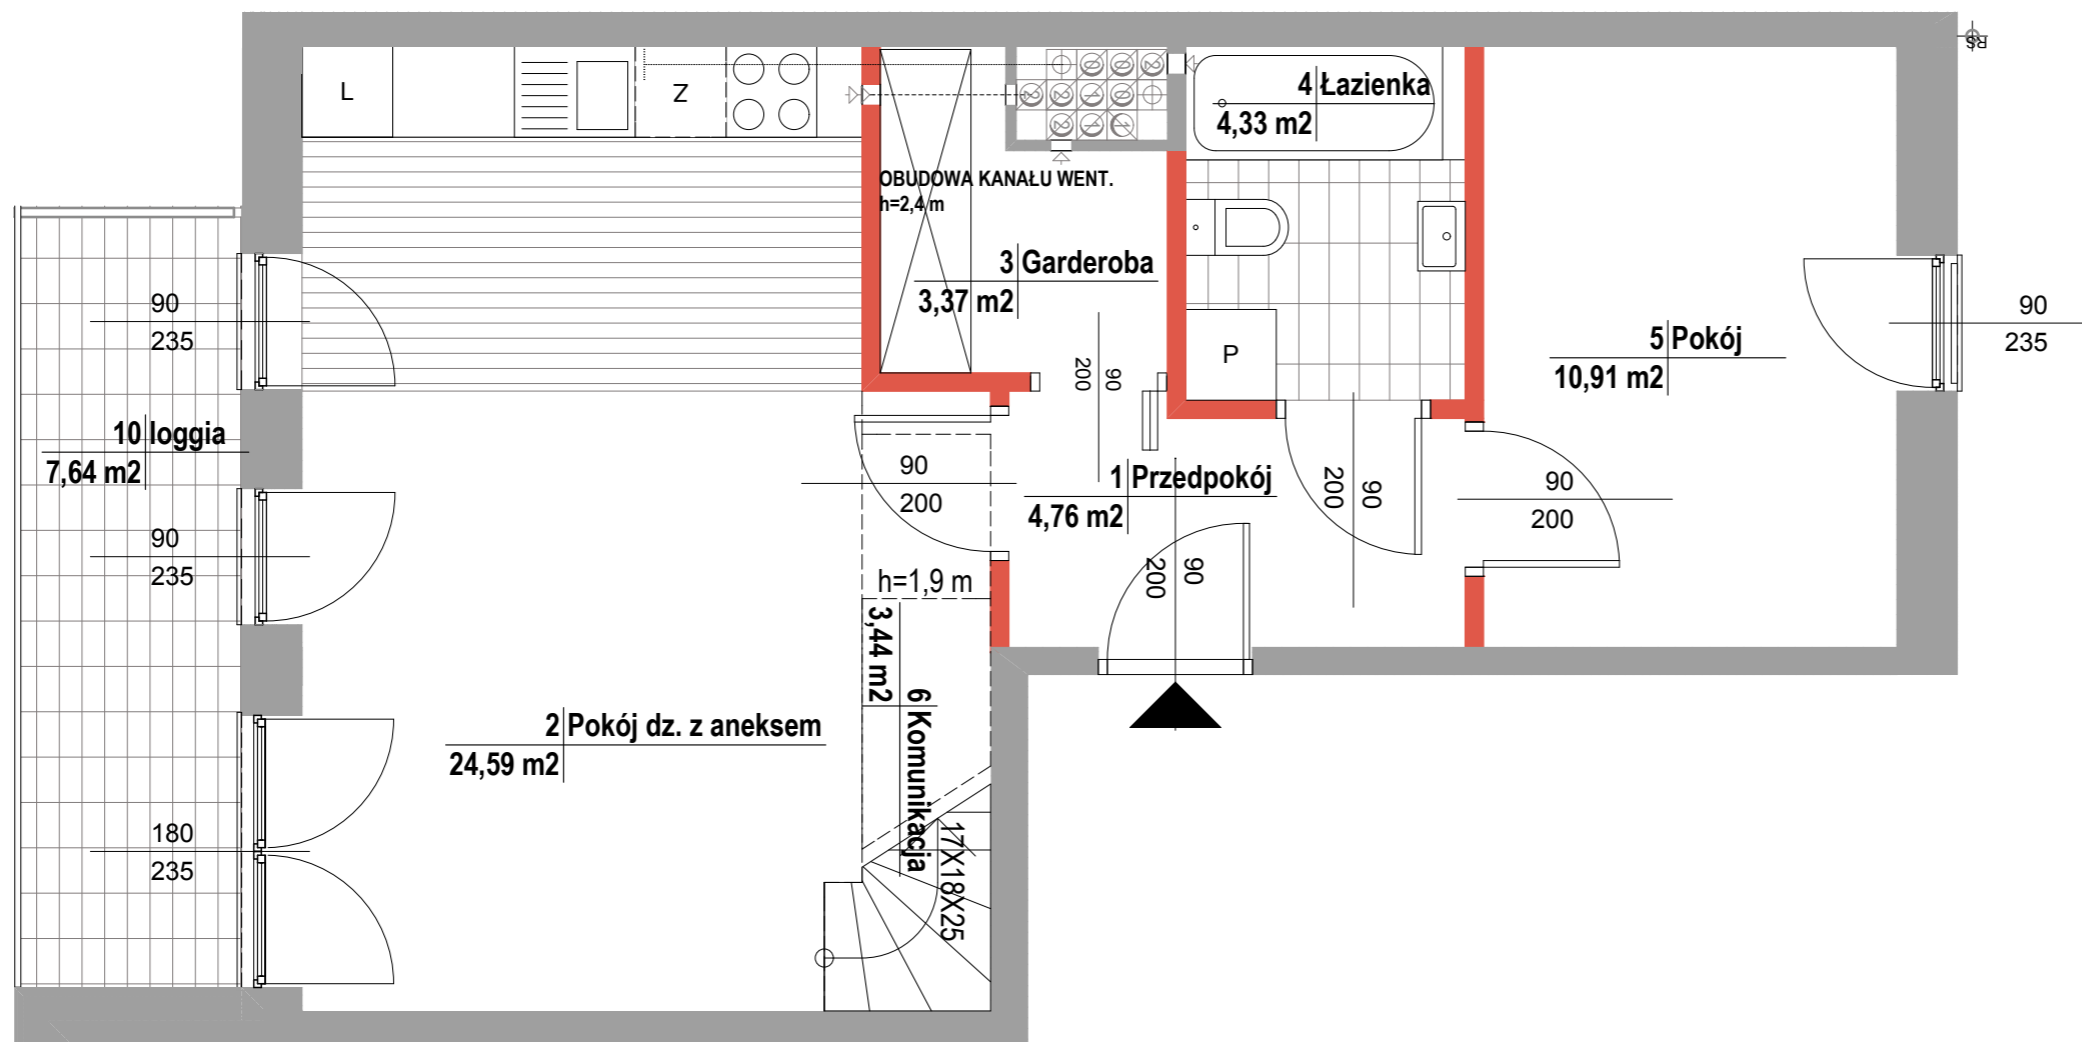 RS
L
Z
4 Łazienka
4,33 m2
OBUDOWA KANAŁU WENT.
h=2,4 m
3 Garderoba
3,37 m2
90
235
90
200
P
5 Pokój
10,91 m2
90
235
10 loggia
7,64 m2
90
200
1 Przedpokój
4,76 m2
90
200
90
200
90
235
90
200
h=1,9 m
3,44 m2
6 Komunikacja
2 Pokój dz. z aneksem
24,59 m2
17X18X25
180
235